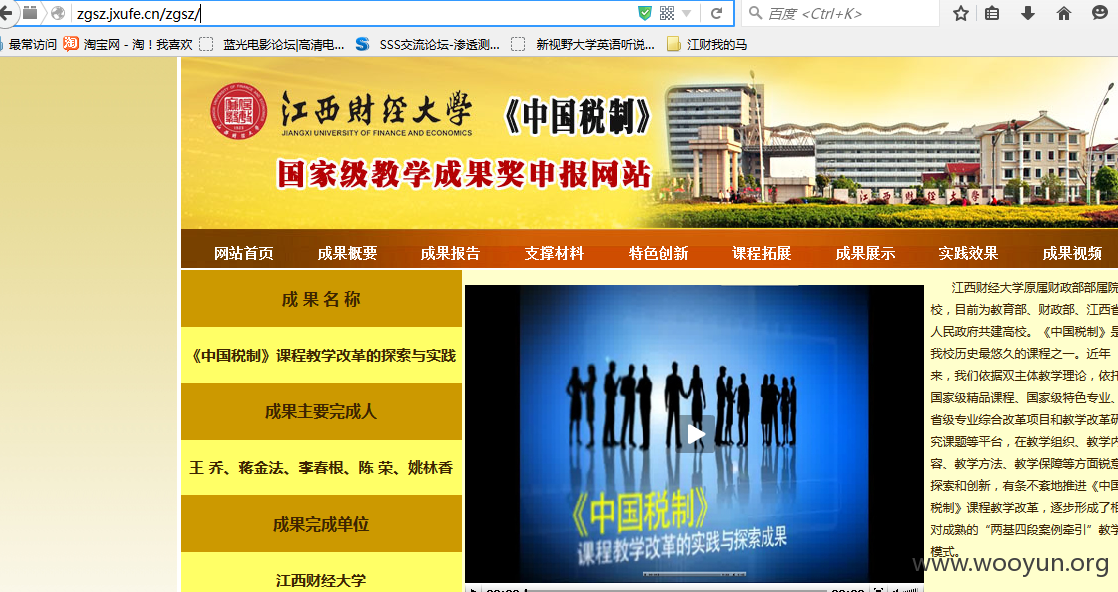 zgsz.jxufe.cn/zgsz/
百度 <Ctrl+K>
最常访问
淘宝网 - 淘！我喜欢
蓝光电影论坛|高清电...
SSS交流论坛-渗透测...
新视野大学英语听说...
江财我的马
江西财经大学
JIANGXI UNIVERSITY OF FINANCE AND ECONOMICS
《中国税制》
国家级教学成果奖申报网站
江西财经大学
网站首页 成果概要 成果报告 支撑材料 特色创新 课程拓展 成果展示 实践效果 成果视频
成 果 名 称
《中国税制》课程教学改革的探索与实践
成果主要完成人
王 乔、蒋金法、李春根、陈 荣、姚林香
成果完成单位
江西财经大学
《中国税制》
课程教学改革的实践与探索成果
00:00 00:00
江西财经大学原属财政部部属院
校，目前为教育部、财政部、江西省
人民政府共建高校。《中国税制》是
我校历史最悠久的课程之一。近年
来，我们依据双主体教学理论，依托
国家级精品课程、国家级特色专业、
省级专业综合改革项目和教学改革研
究课题等平台，在教学组织、教学内
容、教学方法、教学保障等方面锐意
探索和创新，有条不紊地推进《中国
税制》课程教学改革，逐步形成了相
对成熟的“两基四段案例牵引”教学
模式。
www.wooyun.org